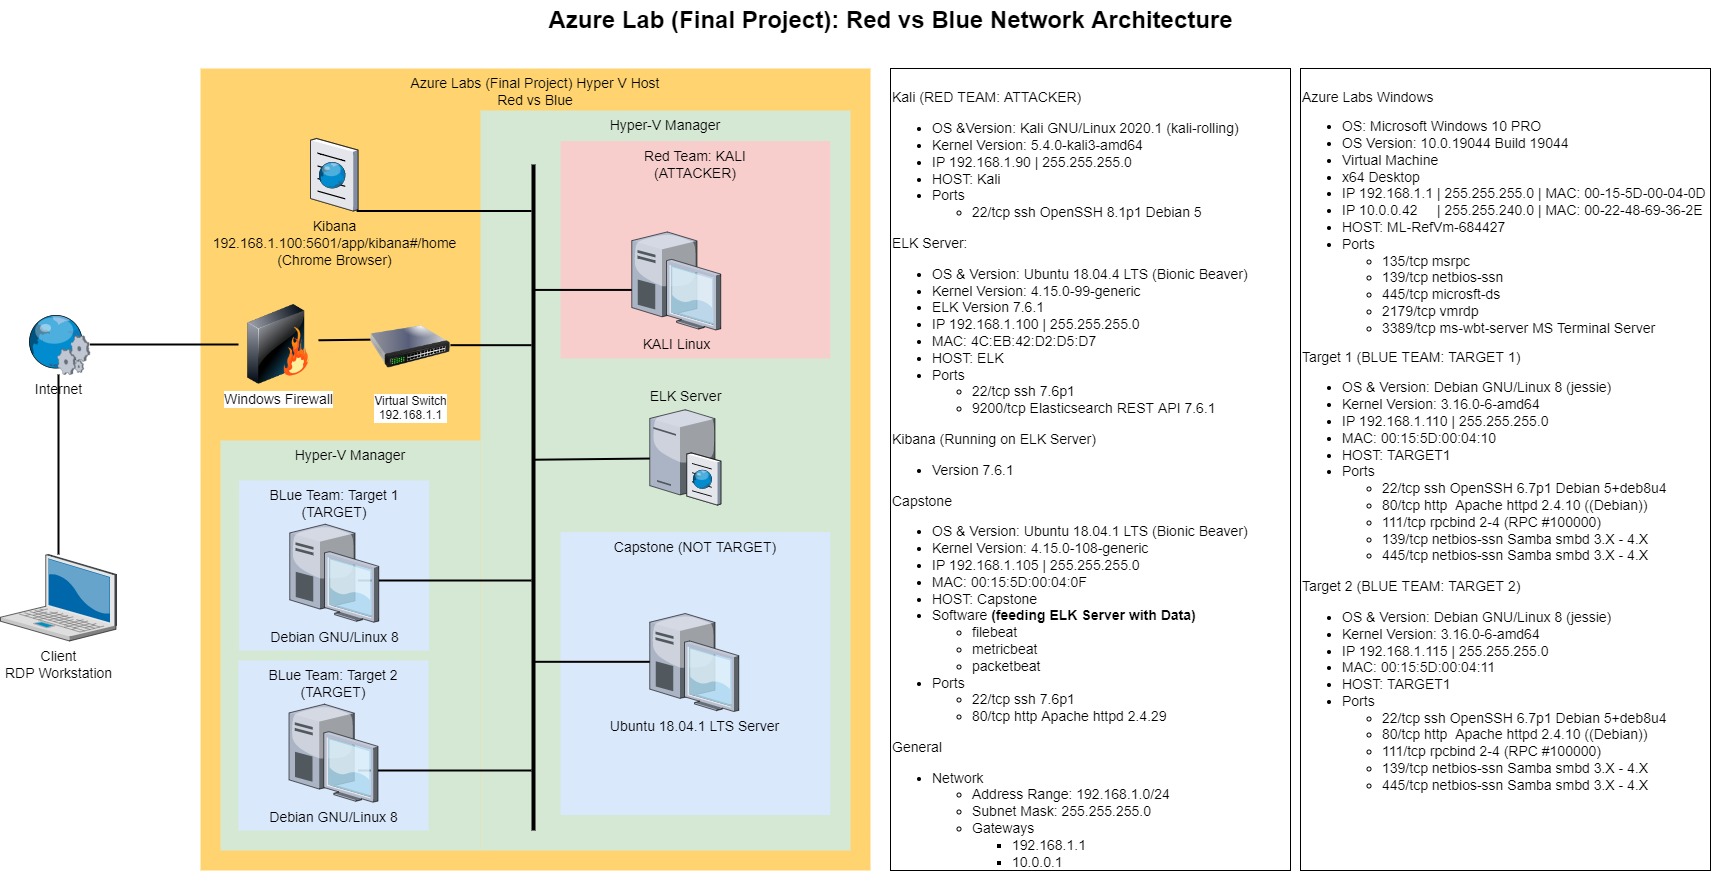 Azure Lab (Final Project): Red vs Blue Network Architecture
Azure Labs (Final Project) Hyper V Host
Red vs Blue
Hyper-V Manager
Red Team: KALI
(ATTACKER)
KALI Linux
Kibana
192.168.1.100:5601/app/kibana#/home
(Chrome Browser)
Internet
Windows Firewall
Virtual Switch
192.168.1.1
ELK Server
Hyper-V Manager
BLue Team: Target 1
(TARGET)
Debian GNU/Linux 8
BLue Team: Target 2
(TARGET)
Debian GNU/Linux 8
Capstone (NOT TARGET)
Ubuntu 18.04.1 LTS Server
Client
RDP Workstation
Kali (RED TEAM: ATTACKER)
• OS &Version: Kali GNU/Linux 2020.1 (kali-rolling)
• Kernel Version: 5.4.0-kali3-amd64
• IP 192.168.1.90 | 255.255.255.0
• HOST: Kali
• Ports
◦ 22/tcp ssh OpenSSH 8.1p1 Debian 5
ELK Server:
• OS & Version: Ubuntu 18.04.4 LTS (Bionic Beaver)
• Kernel Version: 4.15.0-99-generic
• ELK Version 7.6.1
• IP 192.168.1.100 | 255.255.255.0
• MAC: 4C:EB:42:D2:D5:D7
• HOST: ELK
• Ports
◦ 22/tcp ssh 7.6p1
◦ 9200/tcp Elasticsearch REST API 7.6.1
Kibana (Running on ELK Server)
• Version 7.6.1
Capstone
• OS & Version: Ubuntu 18.04.1 LTS (Bionic Beaver)
• Kernel Version: 4.15.0-108-generic
• IP 192.168.1.105 | 255.255.255.0
• MAC: 00:15:5D:00:04:0F
• HOST: Capstone
• Software (feeding ELK Server with Data)
◦ filebeat
◦ metricbeat
◦ packetbeat
• Ports
◦ 22/tcp ssh 7.6p1
◦ 80/tcp http Apache httpd 2.4.29
General
• Network
◦ Address Range: 192.168.1.0/24
◦ Subnet Mask: 255.255.255.0
◦ Gateways
▪ 192.168.1.1
▪ 10.0.0.1
Azure Labs Windows
• OS: Microsoft Windows 10 PRO
• OS Version: 10.0.19044 Build 19044
• Virtual Machine
• x64 Desktop
• IP 192.168.1.1 | 255.255.255.0 | MAC: 00-15-5D-00-04-0D
• IP 10.0.0.42 | 255.255.240.0 | MAC: 00-22-48-69-36-2E
• HOST: ML-RefVm-684427
• Ports
◦ 135/tcp msrpc
◦ 139/tcp netbios-ssn
◦ 445/tcp microsft-ds
◦ 2179/tcp vmrdp
◦ 3389/tcp ms-wbt-server MS Terminal Server
Target 1 (BLUE TEAM: TARGET 1)
• OS & Version: Debian GNU/Linux 8 (jessie)
• Kernel Version: 3.16.0-6-amd64
• IP 192.168.1.110 | 255.255.255.0
• MAC: 00:15:5D:00:04:10
• HOST: TARGET1
• Ports
◦ 22/tcp ssh OpenSSH 6.7p1 Debian 5+deb8u4
◦ 80/tcp http Apache httpd 2.4.10 ((Debian))
◦ 111/tcp rpcbind 2-4 (RPC #100000)
◦ 139/tcp netbios-ssn Samba smbd 3.X - 4.X
◦ 445/tcp netbios-ssn Samba smbd 3.X - 4.X
Target 2 (BLUE TEAM: TARGET 2)
• OS & Version: Debian GNU/Linux 8 (jessie)
• Kernel Version: 3.16.0-6-amd64
• IP 192.168.1.115 | 255.255.255.0
• MAC: 00:15:5D:00:04:11
• HOST: TARGET1
• Ports
◦ 22/tcp ssh OpenSSH 6.7p1 Debian 5+deb8u4
◦ 80/tcp http Apache httpd 2.4.10 ((Debian))
◦ 111/tcp rpcbind 2-4 (RPC #100000)
◦ 139/tcp netbios-ssn Samba smbd 3.X - 4.X
◦ 445/tcp netbios-ssn Samba smbd 3.X - 4.X